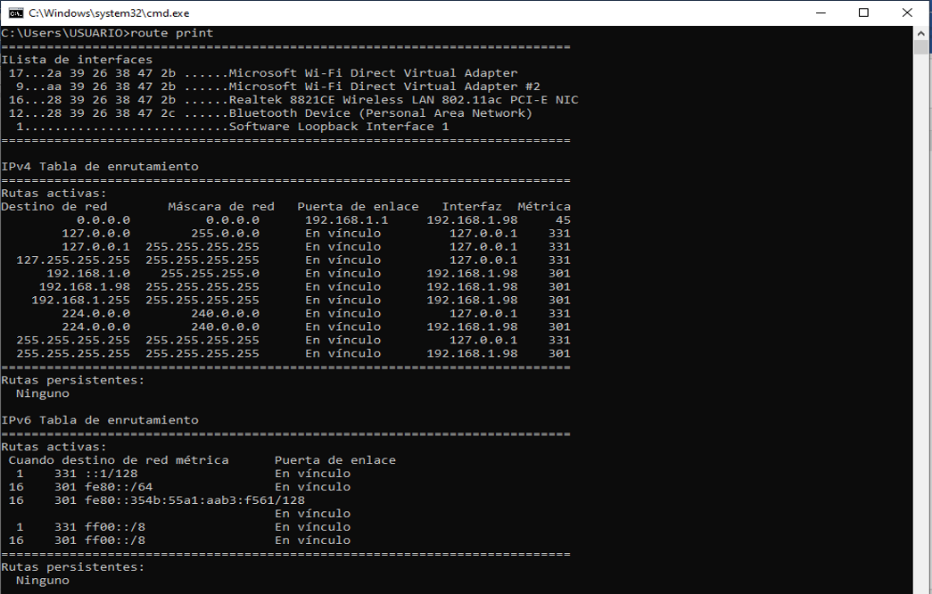 C:\Windows\system32\cmd.exe
C:\Users\USUARIO>route print
===========================================================================
ILista de interfaces
 17...2a 39 26 38 47 2b ......Microsoft Wi-Fi Direct Virtual Adapter
  9...aa 39 26 38 47 2b ......Microsoft Wi-Fi Direct Virtual Adapter #2
 16...28 39 26 38 47 2b ......Realtek 8821CE Wireless LAN 802.11ac PCI-E NIC
 12...28 39 26 38 47 2c ......Bluetooth Device (Personal Area Network)
  1...........................Software Loopback Interface 1
===========================================================================
IPv4 Tabla de enrutamiento
===========================================================================
Rutas activas:
Destino de red        Máscara de red   Puerta de enlace   Interfaz  Métrica
          0.0.0.0          0.0.0.0      192.168.1.1     192.168.1.98     45
        127.0.0.0        255.0.0.0      En vínculo         127.0.0.1    331
        127.0.0.1  255.255.255.255      En vínculo         127.0.0.1    331
  127.255.255.255  255.255.255.255      En vínculo         127.0.0.1    331
      192.168.1.0    255.255.255.0      En vínculo      192.168.1.98    301
     192.168.1.98  255.255.255.255      En vínculo      192.168.1.98    301
    192.168.1.255  255.255.255.255      En vínculo      192.168.1.98    301
        224.0.0.0        240.0.0.0      En vínculo         127.0.0.1    331
        224.0.0.0        240.0.0.0      En vínculo      192.168.1.98    301
  255.255.255.255  255.255.255.255      En vínculo         127.0.0.1    331
  255.255.255.255  255.255.255.255      En vínculo      192.168.1.98    301
===========================================================================
Rutas persistentes:
  Ninguno
IPv6 Tabla de enrutamiento
===========================================================================
Rutas activas:
 Cuando destino de red métrica      Puerta de enlace
  1    331 ::1/128                  En vínculo
 16    301 fe80::/64                En vínculo
 16    301 fe80::354b:55a1:aab3:f561/128
                                    En vínculo
  1    331 ff00::/8                 En vínculo
 16    301 ff00::/8                 En vínculo
===========================================================================
Rutas persistentes:
  Ninguno